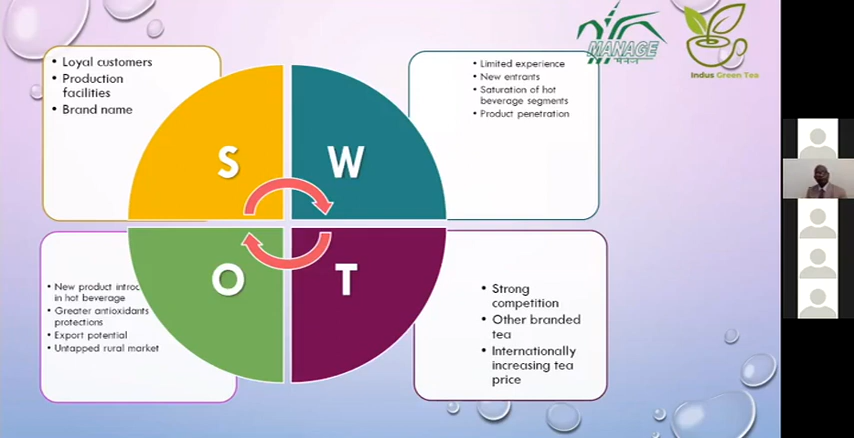 • Loyal customers
• Production
facilities
• Brand name
• Limited experience
• New entrants
• Saturation of hot
beverage segments
• Product penetration
MANAGE
मैनेज
Indus Green Tea
S
W
O
T
• New product introd
in hot beverage
• Greater antioxidants
protections
• Export potential
• Untapped rural market
• Strong
competition
• Other branded
tea
• Internationally
increasing tea
price